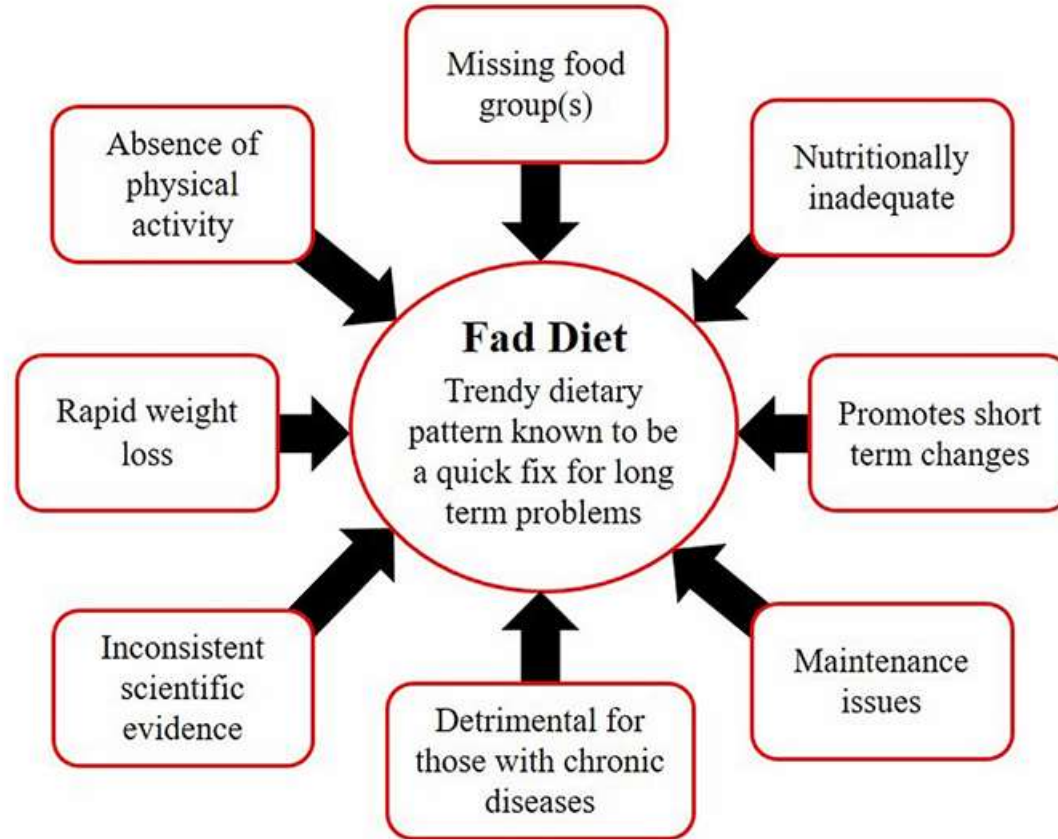 Missing food
group(s)
Absence of
physical
activity
Nutritionally
inadequate
Fad Diet
Trendy dietary
pattern known to be
a quick fix for long
term problems
Rapid weight
loss
Promotes short
term changes
Inconsistent
scientific
evidence
Detrimental for
those with chronic
diseases
Maintenance
issues